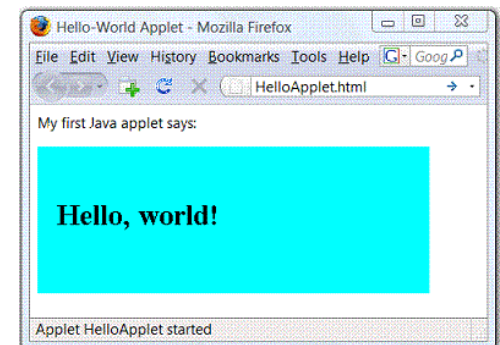 Hello-World Applet - Mozilla Firefox
File Edit View History Bookmarks Tools Help G Goog
HelloApplet.html
My first Java applet says:
Hello, world!
Applet HelloApplet started